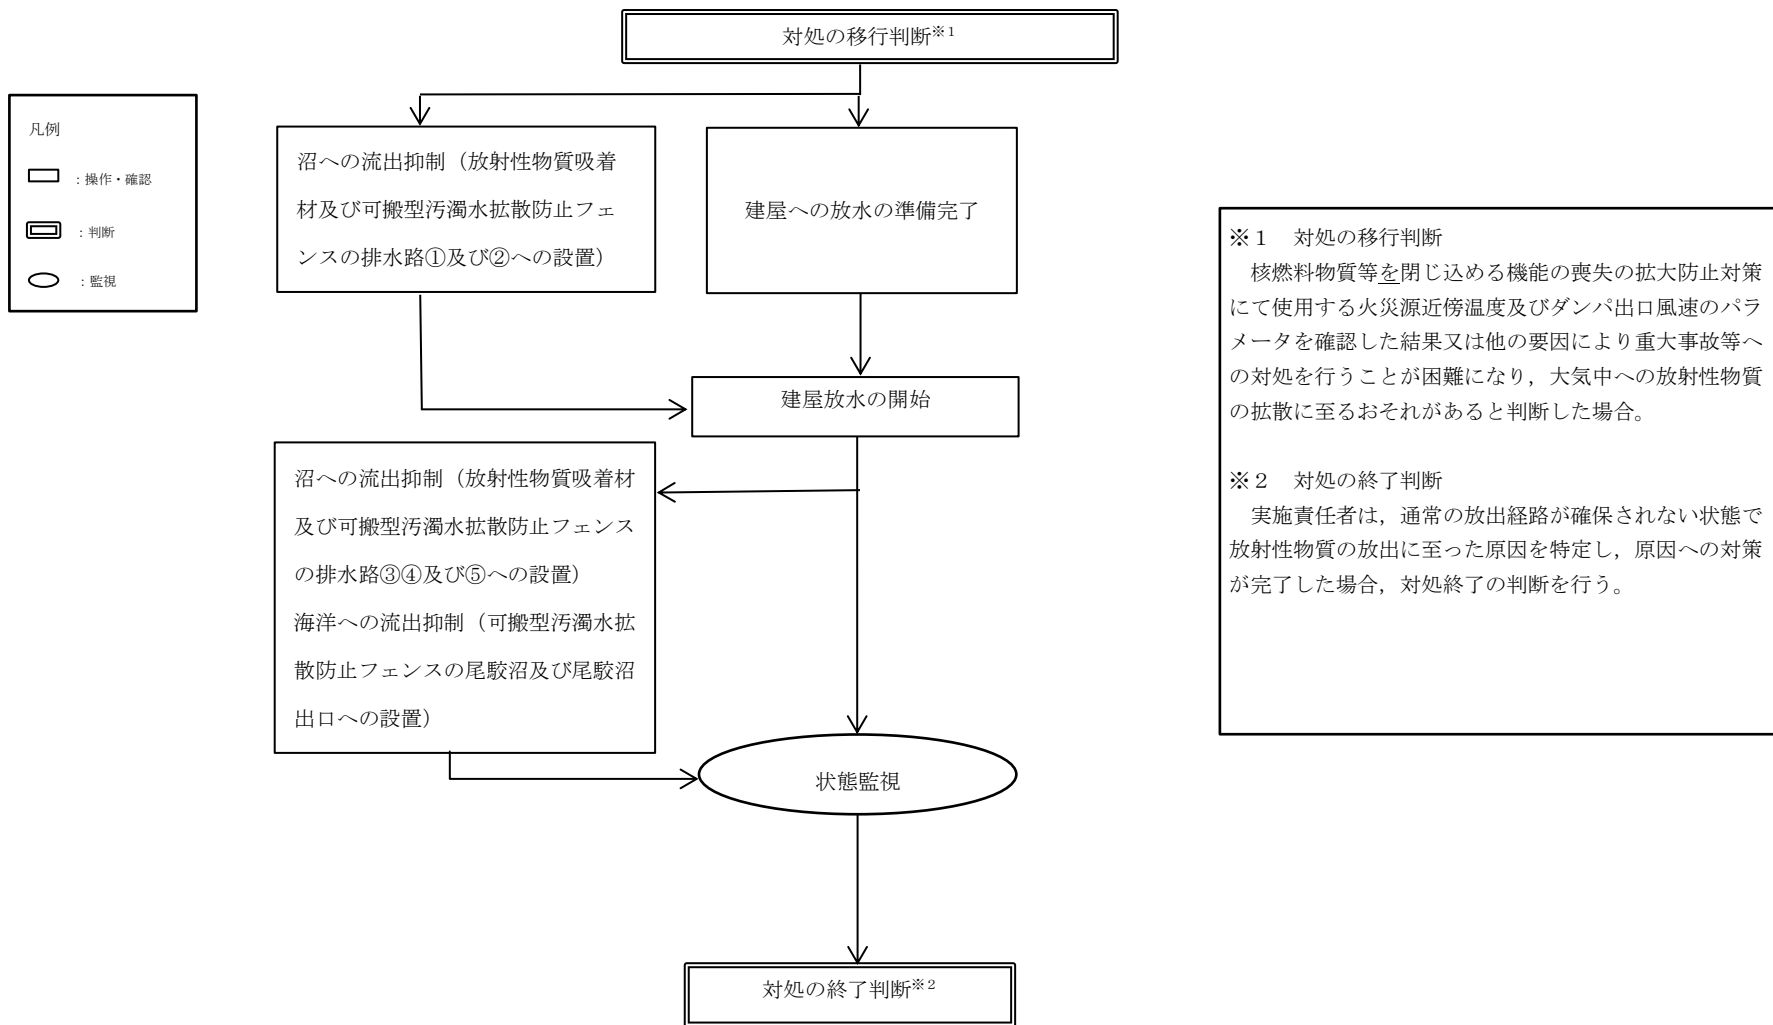 対処の移行判断※1
凡例
：操作・確認
：判断
：監視
沼への流出抑制（放射性物質吸着
材及び可搬型汚濁水拡散防止フェ
ンスの排水路①及び②への設置）
建屋への放水の準備完了
建屋放水の開始
沼への流出抑制（放射性物質吸着材
及び可搬型汚濁水拡散防止フェンス
の排水路③④及び⑤への設置）
海洋への流出抑制（可搬型汚濁水拡
散防止フェンスの尾駮沼及び尾駮沼
出口への設置）
状態監視
対処の終了判断※2
※１　対処の移行判断
核燃料物質等を閉じ込める機能の喪失の拡大防止対策
にて使用する火災源近傍温度及びダンパ出口風速のパラ
メータを確認した結果又は他の要因により重大事故等へ
の対処を行うことが困難になり，大気中への放射性物質
の拡散に至るおそれがあると判断した場合。
※２　対処の終了判断
実施責任者は，通常の放出経路が確保されない状態で
放射性物質の放出に至った原因を特定し，原因への対策
が完了した場合，対処終了の判断を行う。